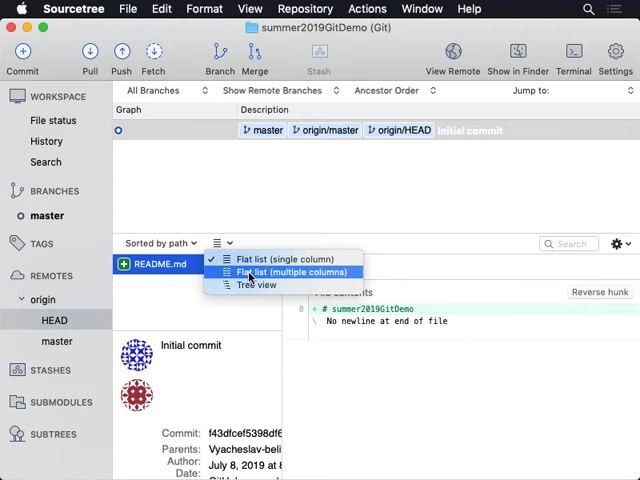 Sourcetree File Edit Format View Repository Actions Window Help
summer2019GitDemo (Git)
Commit Pull Push Fetch Branch Merge Stash View Remote Show in Finder Terminal Settings
All Branches Show Remote Branches Ancestor Order Jump to:
Graph Description
master origin/master origin/HEAD Initial commit
WORKSPACE
File status
History
Search
BRANCHES
master
TAGS
REMOTES
origin
HEAD
master
STASHES
SUBMODULES
SUBTREES
Sorted by path Search
README.md
Flat list (single column)
Flat list (multiple columns)
Tree view
Reverse hunk
0 + # summer2019GitDemo
\ No newline at end of file
Initial commit
Commit: f43dfcef5398df6
Parents: Vyacheslav-beli
Author: July 8, 2019 at
Date: